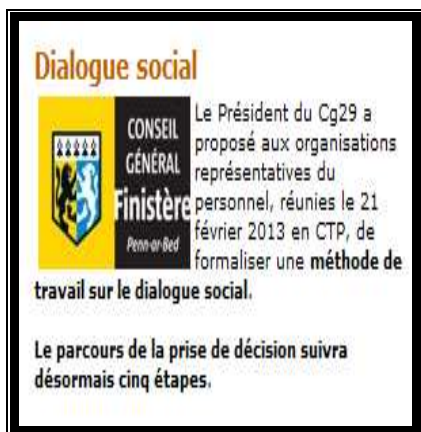 Dialogue social
CONSEIL
GÉNÉRAL
Finistère
Penn-ar-Bed
Le Président du Cg29 a
proposé aux organisations
représentatives du
personnel, réunies le 21
février 2013 en CTP, de
formaliser une méthode de
travail sur le dialogue social.
Le parcours de la prise de décision suivra
désormais cinq étapes.